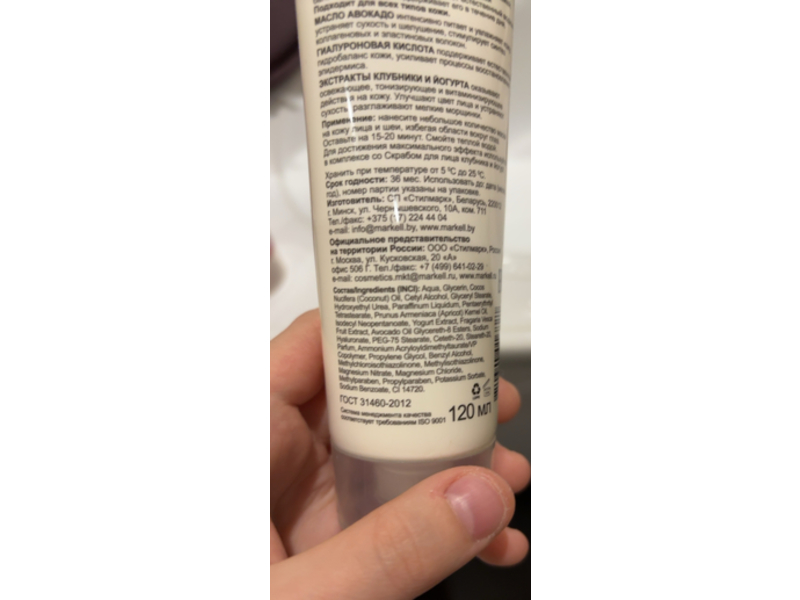 Подходит для всех типов кожи.
МАСЛО АВОКАДО интенсивно питает и увлажняет
устраняет сухость и шелушение, стимулирует синтез
коллагеновых и эластиновых волокон.
ГИАЛУРОНОВАЯ КИСЛОТА поддерживает
гидробаланс кожи, усиливает процессы
эпидермиса.
ЭКСТРАКТЫ КЛУБНИКИ И ЙОГУРТА оказывают
освежающее, тонизирующее и витаминизирующее
действия на кожу. Улучшают цвет лица и устраняют
сухость, разглаживают мелкие морщинки.
Применение: нанесите небольшое количество
на кожу лица и шеи, избегая области вокруг глаз.
Оставьте на 15-20 минут. Смойте теплой водой.
Для достижения максимального эффекта
в комплексе со Скрабом для лица клубника и
Хранить при температуре от 5 ºС до 25 ºС.
Срок годности: 36 мес. Использовать до: дата
год), номер партии указаны на упаковке.
Изготовитель: СП «Стилмарк», Беларусь,
г. Минск, ул. Чернышевского, 10А, ком. 711
Тел./факс: +375 (17) 224 44 04
e-mail: info@markell.by, www.markell.by
Официальное представительство
на территории России: ООО «Стилмарк»,
г. Москва, ул. Кусковская, 20 «А»
офис 506 Г. Тел./факс: +7 (499) 641-02-29
e-mail: cosmetics.mkt@markell.ru, www.markell.ru
Состав/Ingredients (INCI): Aqua, Glycerin, Cocos
Nucifera (Coconut) Oil, Cetyl Alcohol, Glyceryl Stearate,
Hydroxyethyl Urea, Paraffinum Liquidum, Pentaerythrityl
Tetrastearate, Prunus Armeniaca (Apricot) Kernel Oil,
Isodecyl Neopentanoate, Yogurt Extract, Fragaria Vesca
Fruit Extract, Avocado Oil Glycereth-8 Esters, Sodium
Hyaluronate, PEG-75 Stearate, Ceteth-20, Steareth-20,
Parfum, Ammonium Acryloyldimethyltaurate/VP
Copolymer, Propylene Glycol, Benzyl Alcohol,
Methylchloroisothiazolinone, Methylisothiazolinone,
Magnesium Nitrate, Magnesium Chloride,
Methylparaben, Propylparaben, Potassium Sorbate,
Sodium Benzoate, CI 14720.
ГОСТ 31460-2012
Система менеджмента качества
соответствует требованиям ISO 9001
120 МЛ